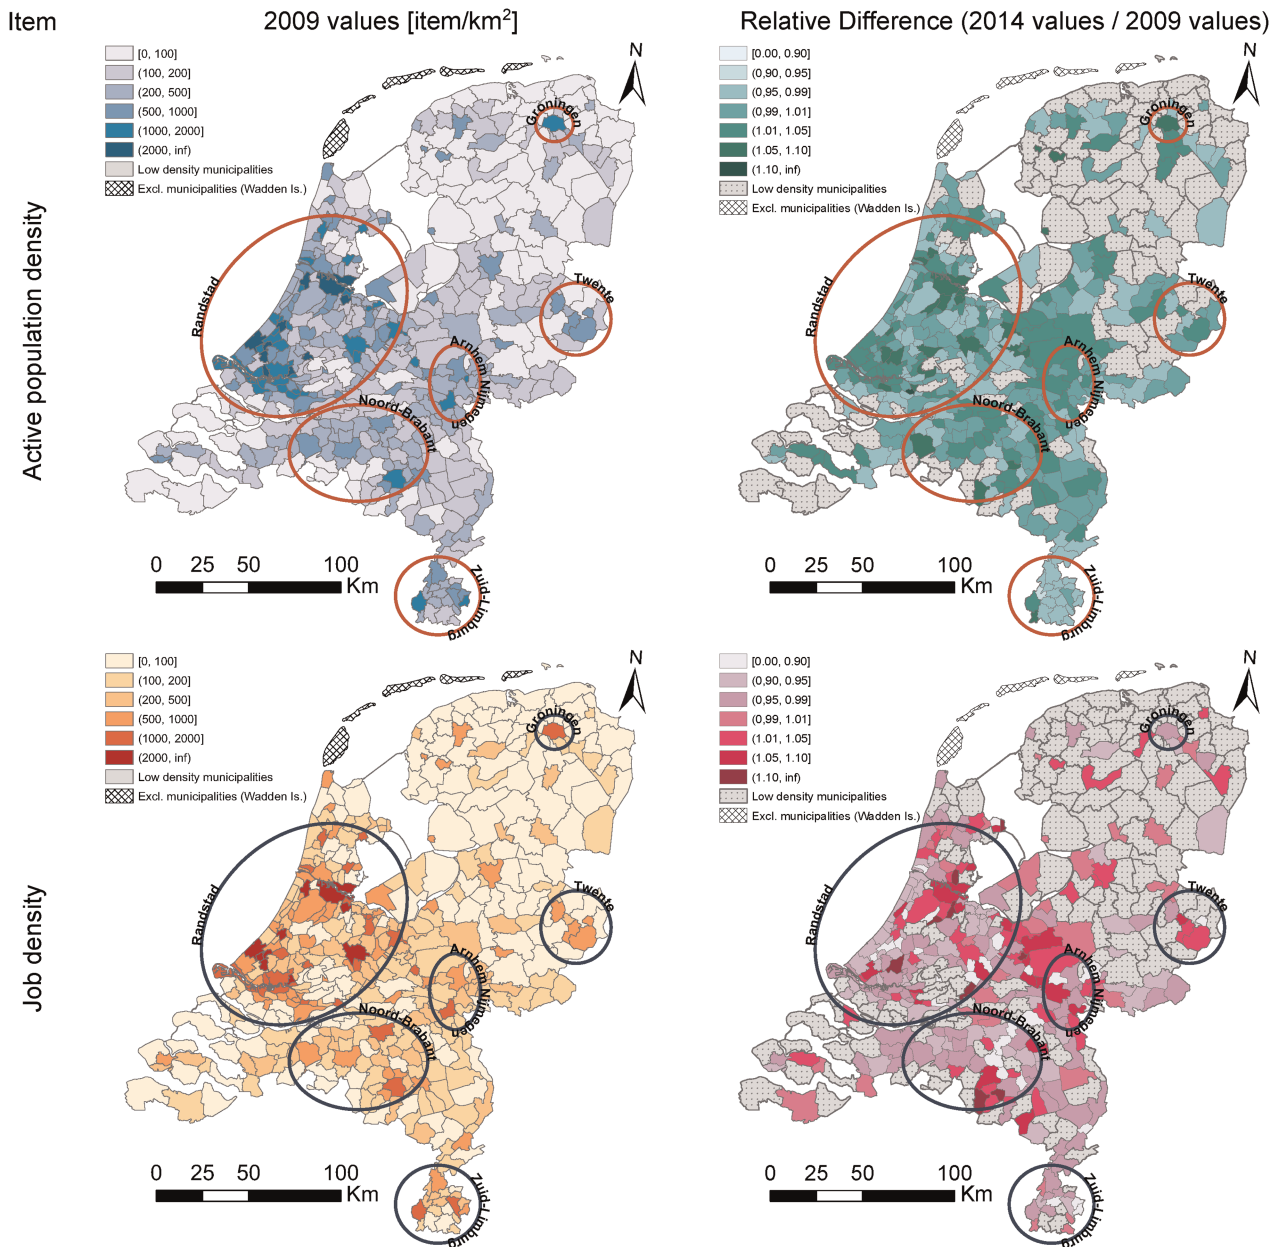 Item
2009 values [item/km²]
Relative Difference (2014 values / 2009 values)
Active population density
[0, 100]
(100, 200]
(200, 500]
(500, 1000]
(1000, 2000]
(2000, inf)
Low density municipalities
Excl. municipalities (Wadden Is.)
N
Groningen
Randstad
Twente
Arnhem Nijmegen
Noord-Brabant
Zuid-Limburg
0 25 50 100
Km
[0.00, 0.90]
(0,90, 0.95]
(0,95, 0.99]
(0,99, 1.01]
(1.01, 1.05]
(1.05, 1.10]
(1.10, inf)
Low density municipalities
Excl. municipalities (Wadden Is.)
N
Groningen
Randstad
Twente
Arnhem Nijmegen
Noord-Brabant
Zuid-Limburg
0 25 50 100
Km
Job density
[0, 100]
(100, 200]
(200, 500]
(500, 1000]
(1000, 2000]
(2000, inf)
Low density municipalities
Excl. municipalities (Wadden Is.)
N
Groningen
Randstad
Twente
Arnhem Nijmegen
Noord-Brabant
Zuid-Limburg
0 25 50 100
Km
[0.00, 0.90]
(0,90, 0.95]
(0,95, 0.99]
(0,99, 1.01]
(1.01, 1.05]
(1.05, 1.10]
(1.10, inf)
Low density municipalities
Excl. municipalities (Wadden Is.)
N
Groningen
Randstad
Twente
Arnhem Nijmegen
Noord-Brabant
Zuid-Limburg
0 25 50 100
Km